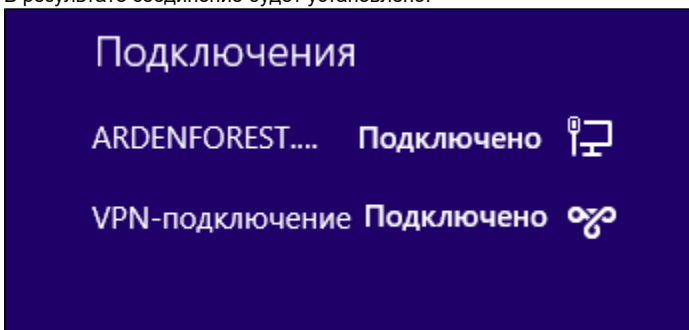 В результате соединение будет установлено.
Подключения
ARDENFOREST.... Подключено
VPN-подключение Подключено